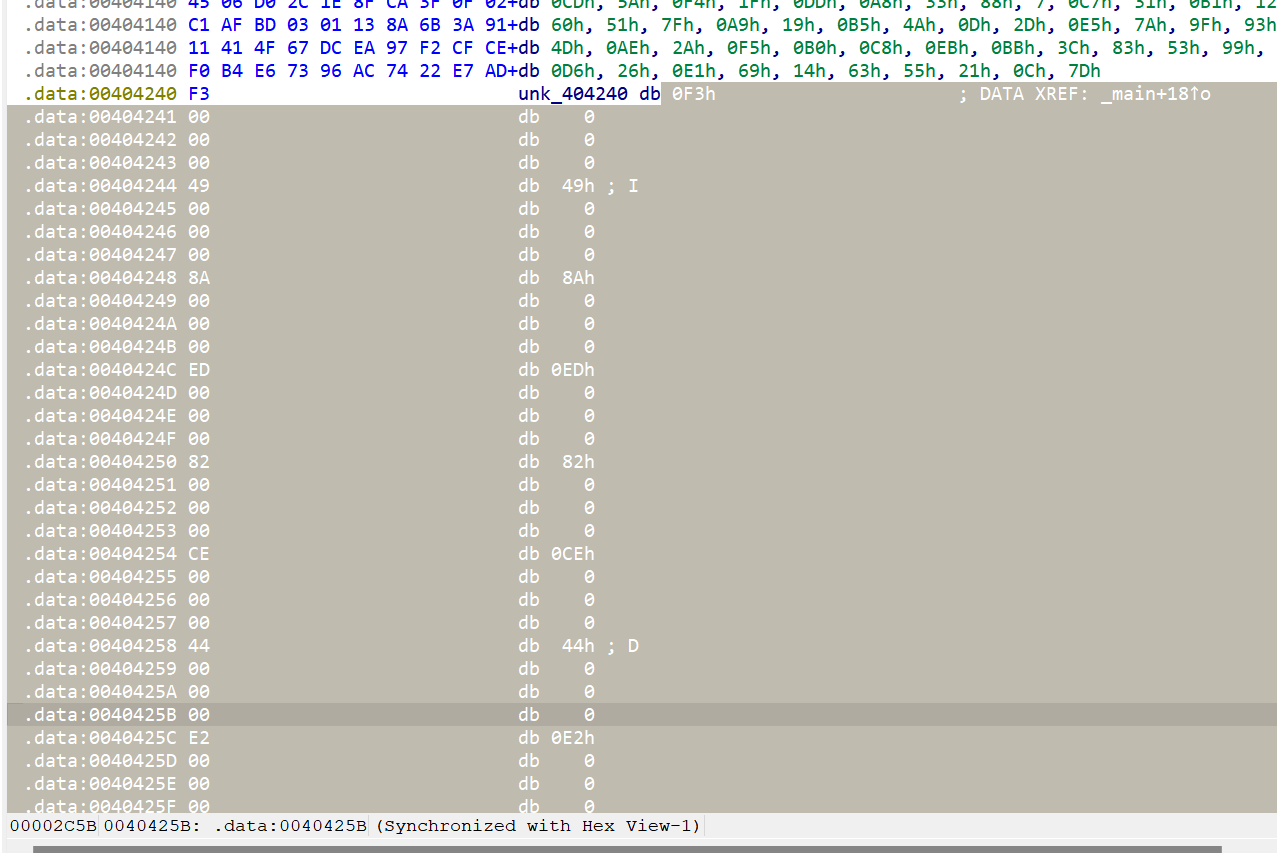 .data:00404140 45 06 D0 2C 1E 8F CA 3F 0F 02+db 0CDh, 5Ah, 0F4h, 1Fh, 0DDh, 0A8h, 33h, 88h, 7, 0C7h, 31h, 0B1h, 12
.data:00404140 C1 AF BD 03 01 13 8A 6B 3A 91+db 60h, 51h, 7Fh, 0A9h, 19h, 0B5h, 4Ah, 0Dh, 2Dh, 0E5h, 7Ah, 9Fh, 93h
.data:00404140 11 41 4F 67 DC EA 97 F2 CF CE+db 4Dh, 0AEh, 2Ah, 0F5h, 0B0h, 0C8h, 0EBh, 0BBh, 3Ch, 83h, 53h, 99h,
.data:00404140 F0 B4 E6 73 96 AC 74 22 E7 AD+db 0D6h, 26h, 0E1h, 69h, 14h, 63h, 55h, 21h, 0Ch, 7Dh
.data:00404240 F3 unk_404240 db 0F3h ; DATA XREF: _main+18↑o
.data:00404241 00 db 0
.data:00404242 00 db 0
.data:00404243 00 db 0
.data:00404244 49 db 49h ; I
.data:00404245 00 db 0
.data:00404246 00 db 0
.data:00404247 00 db 0
.data:00404248 8A db 8Ah
.data:00404249 00 db 0
.data:0040424A 00 db 0
.data:0040424B 00 db 0
.data:0040424C ED db 0EDh
.data:0040424D 00 db 0
.data:0040424E 00 db 0
.data:0040424F 00 db 0
.data:00404250 82 db 82h
.data:00404251 00 db 0
.data:00404252 00 db 0
.data:00404253 00 db 0
.data:00404254 CE db 0CEh
.data:00404255 00 db 0
.data:00404256 00 db 0
.data:00404257 00 db 0
.data:00404258 44 db 44h ; D
.data:00404259 00 db 0
.data:0040425A 00 db 0
.data:0040425B 00 db 0
.data:0040425C E2 db 0E2h
.data:0040425D 00 db 0
.data:0040425E 00 db 0
.data:0040425F 00 db 0
00002C5B 0040425B: .data:0040425B (Synchronized with Hex View-1)